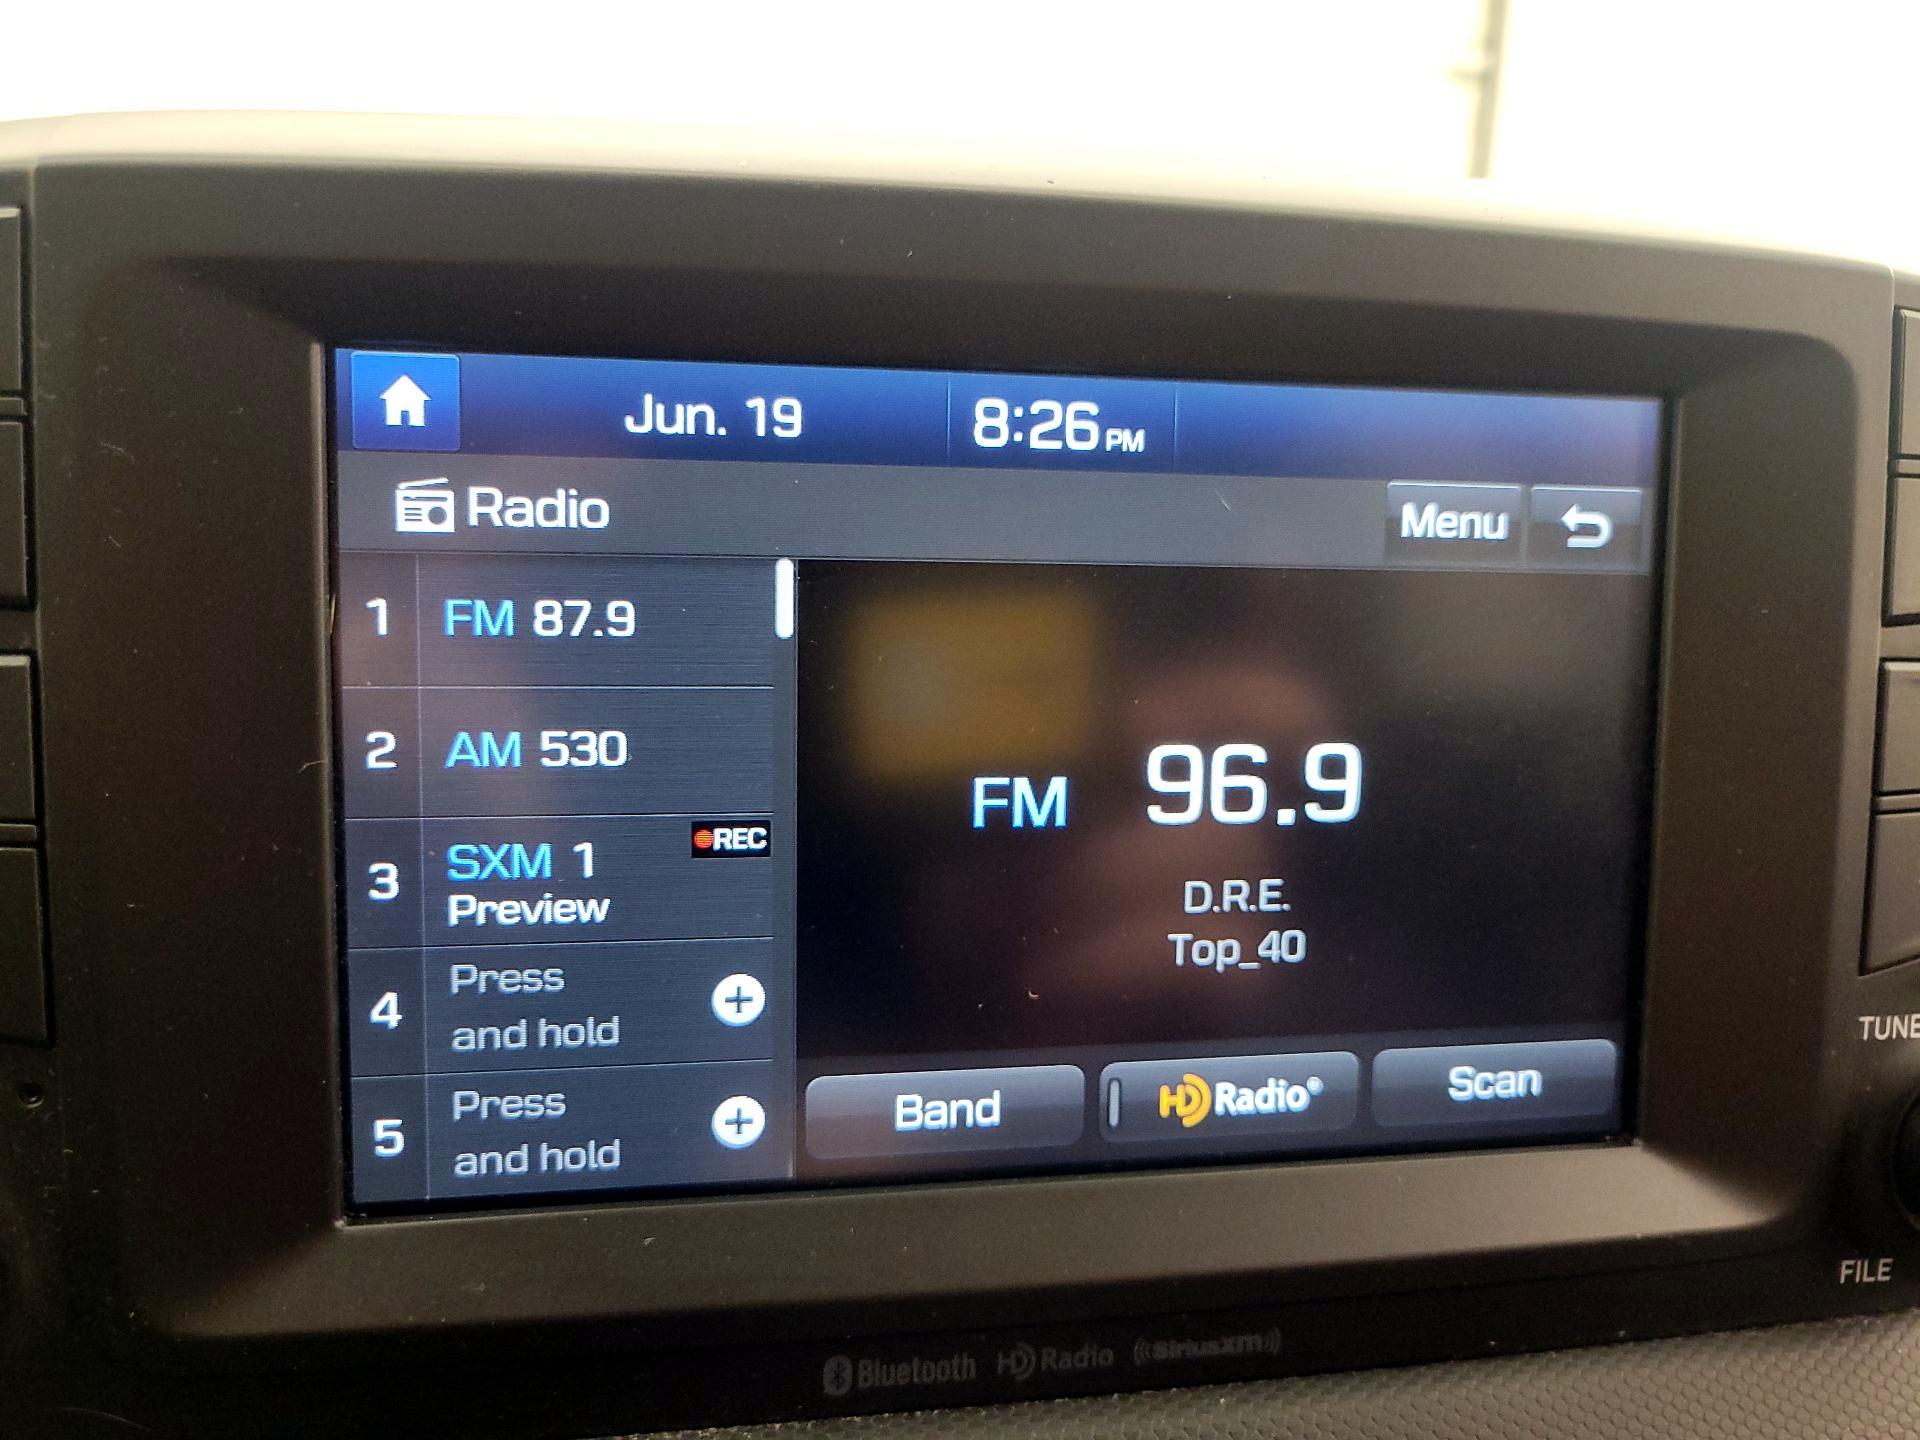 Jun. 19 8:26 PM
Radio
Menu
1 FM 87.9
2 AM 530
3 SXM 1 REC
Preview
4 Press
and hold
5 Press
and hold
FM 96.9
D.R.E.
Top_40
Band
HD Radio®
Scan
TUNE
FILE
Bluetooth HD Radio ((SiriusXM))